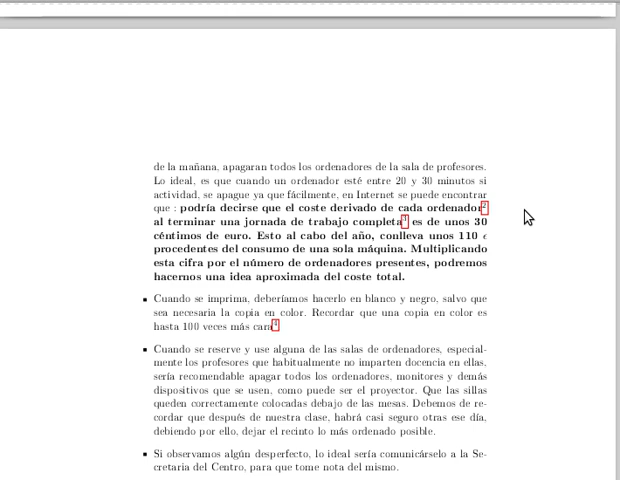 de la mañana, apagaran todos los ordenadores de la sala de profesores.
Lo ideal, es que cuando un ordenador esté entre 20 y 30 minutos si
actividad, se apague ya que fácilmente, en Internet se puede encontrar
que : podría decirse que el coste derivado de cada ordenador2
al terminar una jornada de trabajo completa3 es de unos 30
céntimos de euro. Esto al cabo del año, conlleva unos 110 €
procedentes del consumo de una sola máquina. Multiplicando
esta cifra por el número de ordenadores presentes, podremos
hacernos una idea aproximada del coste total.
▪ Cuando se imprima, deberíamos hacerlo en blanco y negro, salvo que
sea necesaria la copia en color. Recordar que una copia en color es
hasta 100 veces más cara4
▪ Cuando se reserve y use alguna de las salas de ordenadores, especial-
mente los profesores que habitualmente no imparten docencia en ellas,
sería recomendable apagar todos los ordenadores, monitores y demás
dispositivos que se usen, como puede ser el proyector. Que las sillas
queden correctamente colocadas debajo de las mesas. Debemos de re-
cordar que después de nuestra clase, habrá casi seguro otras ese día,
debiendo por ello, dejar el recinto lo más ordenado posible.
▪ Si observamos algún desperfecto, lo ideal sería comunicárselo a la Se-
cretaria del Centro, para que tome nota del mismo.